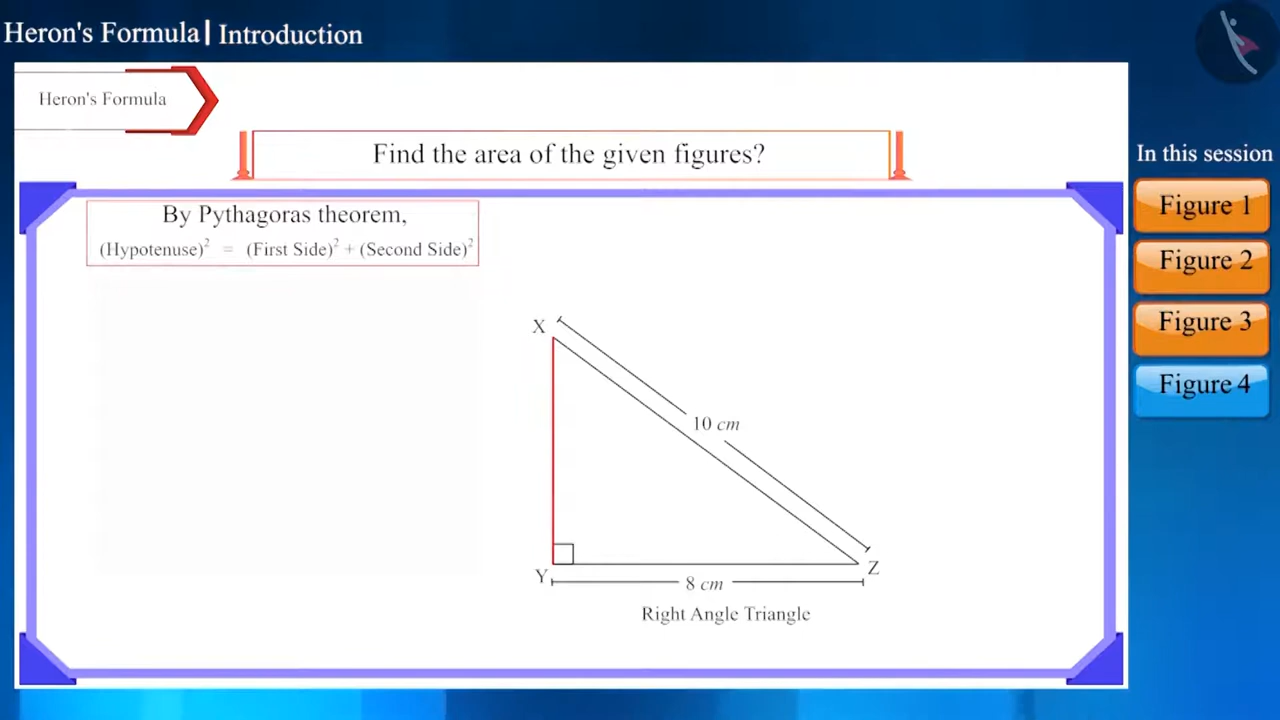 Heron's Formula | Introduction
Heron's Formula
Find the area of the given figures?
In this session
Figure 1
Figure 2
Figure 3
Figure 4
By Pythagoras theorem,
(Hypotenuse)² = (First Side)² + (Second Side)²
X
10 cm
Y
Z
8 cm
Right Angle Triangle